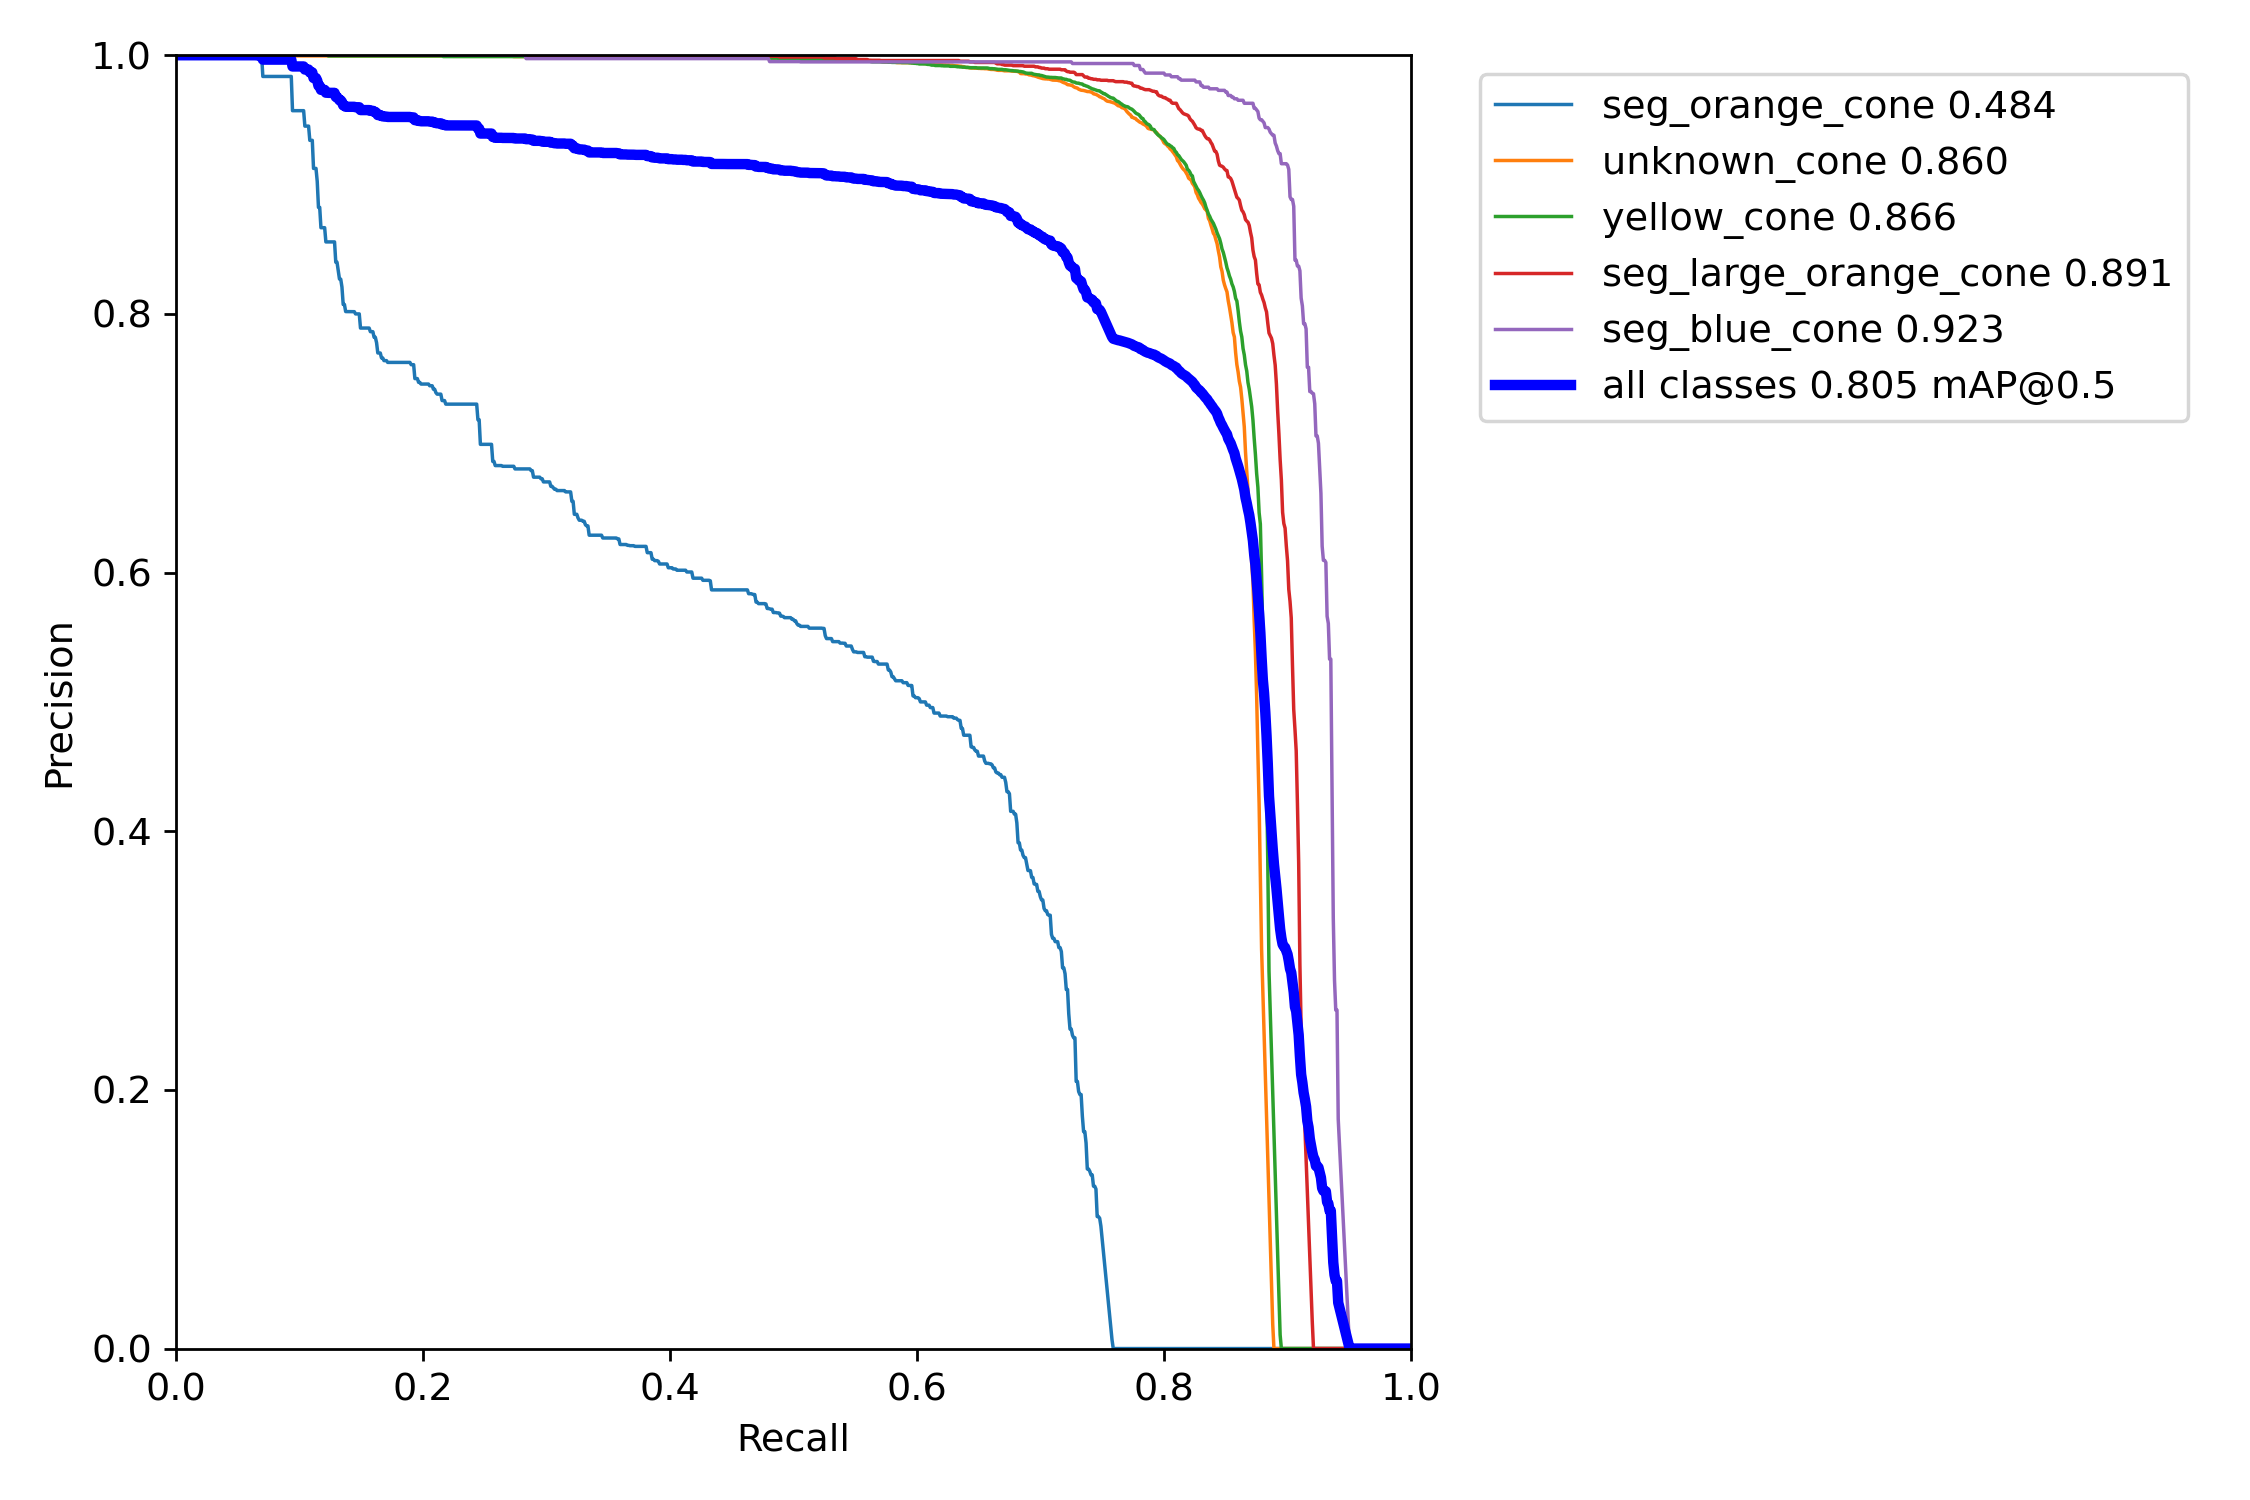 1.0
0.8
0.6
0.4
0.2
0.0
Precision
0.0 0.2 0.4 0.6 0.8 1.0
Recall
seg_orange_cone 0.484
unknown_cone 0.860
yellow_cone 0.866
seg_large_orange_cone 0.891
seg_blue_cone 0.923
all classes 0.805 mAP@0.5